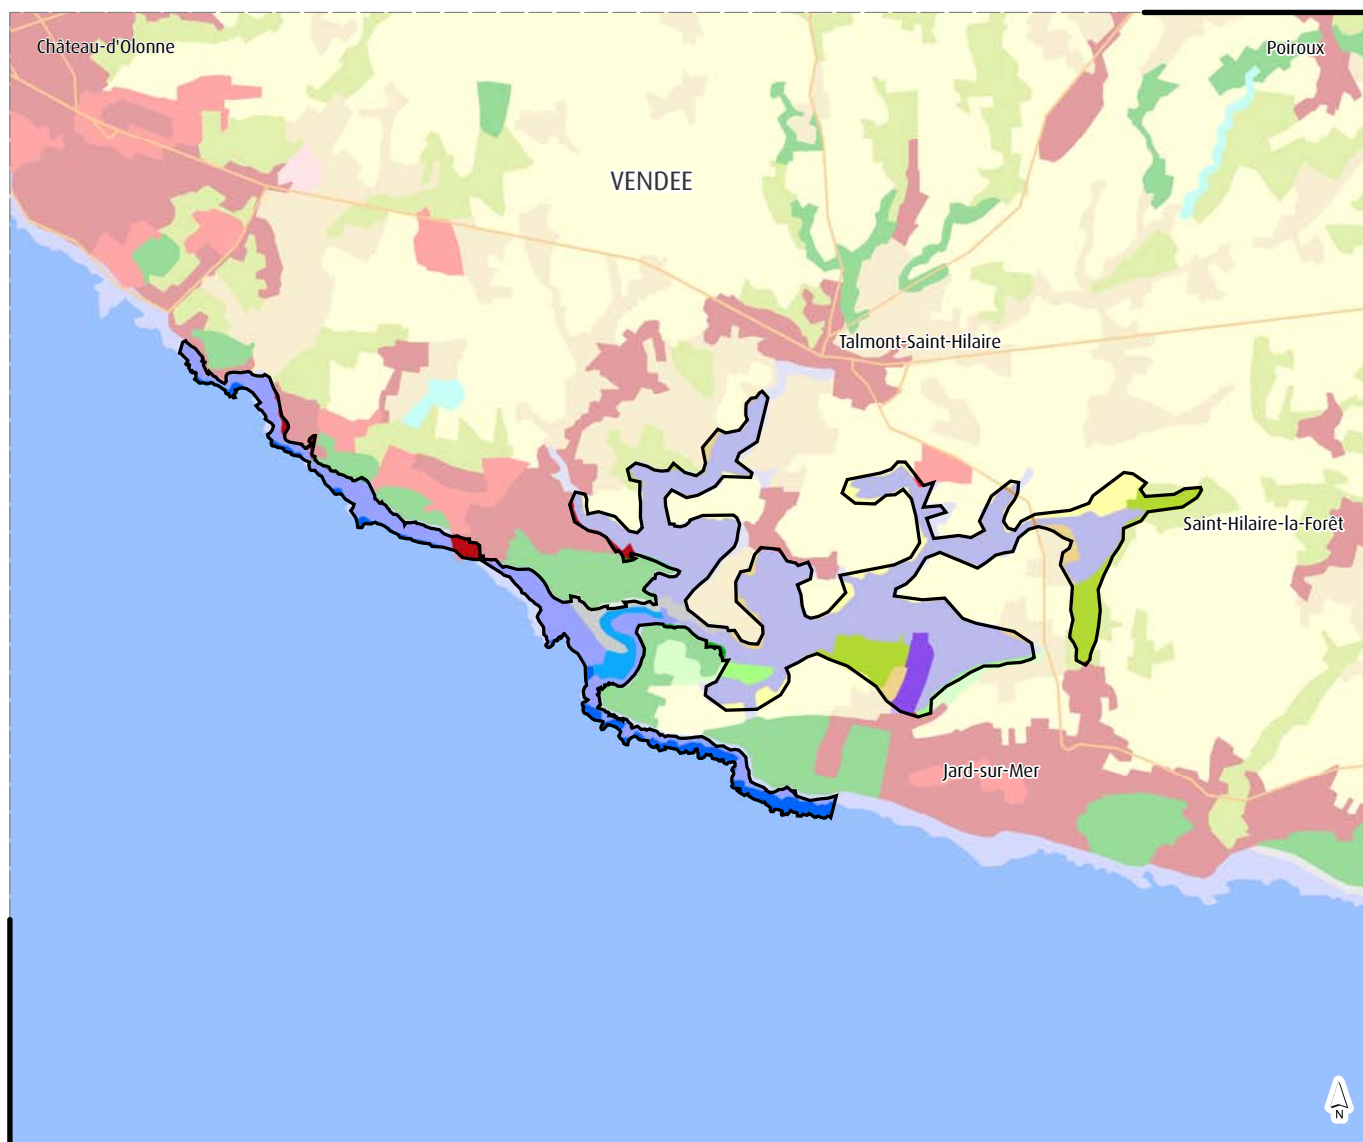 Château-d'Olonne
Poiroux
VENDEE
Talmont-Saint-Hilaire
Saint-Hilaire-la-Forêt
Jard-sur-Mer
N